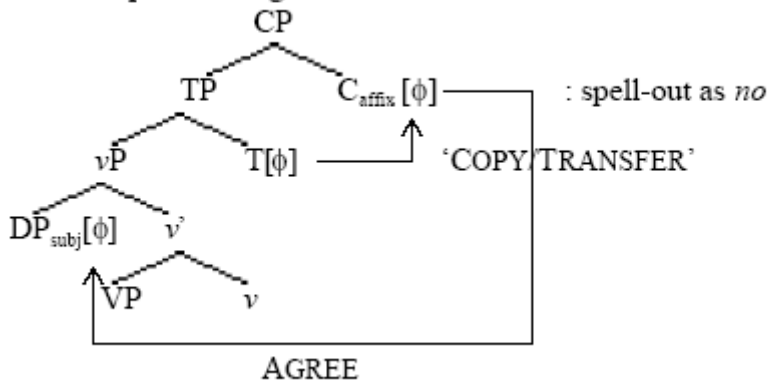 CP
TP C_affix [ϕ] : spell-out as no
vP T[ϕ] ‘COPY/TRANSFER’
DP_subj[ϕ] v’
VP v
AGREE